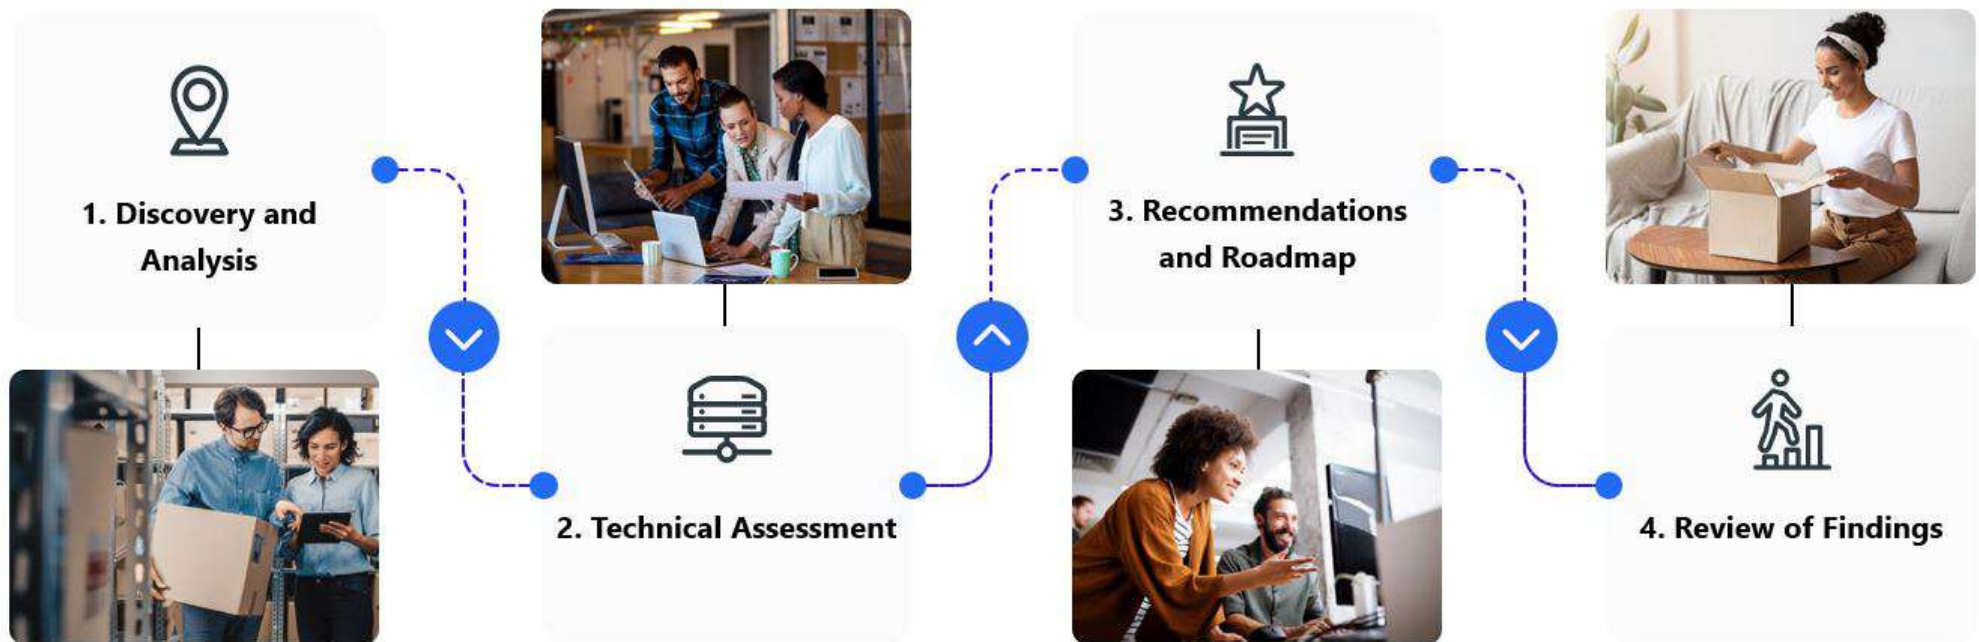 1. Discovery and
Analysis
2. Technical Assessment
3. Recommendations
and Roadmap
4. Review of Findings